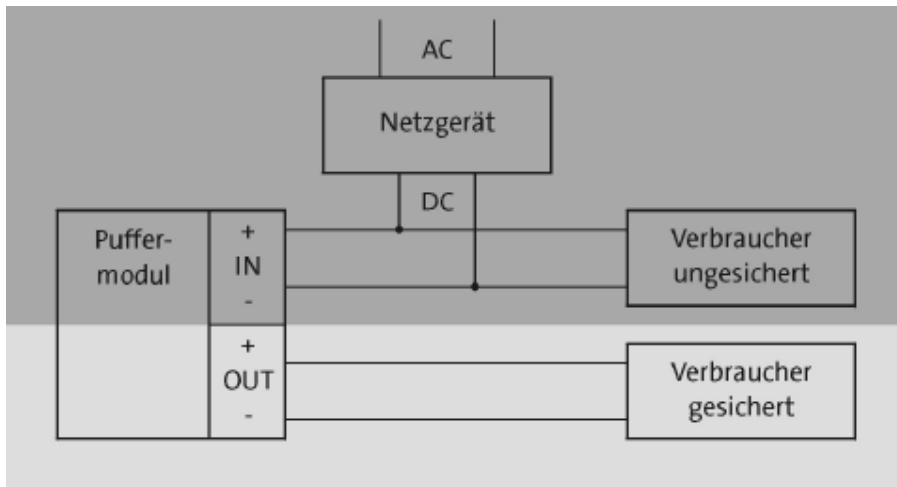 AC
Netzgerät
DC
Puffer-
modul
+
IN
-
Verbraucher
ungesichert
+
OUT
-
Verbraucher
gesichert